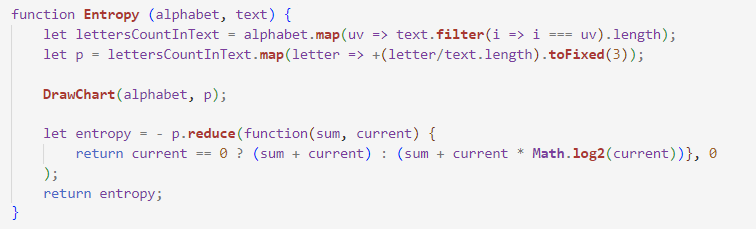 function Entropy (alphabet, text) {
    let lettersCountInText = alphabet.map(uv => text.filter(i => i === uv).length);
    let p = lettersCountInText.map(letter => +(letter/text.length).toFixed(3));

    DrawChart(alphabet, p);

    let entropy = - p.reduce(function(sum, current) {
        return current == 0 ? (sum + current) : (sum + current * Math.log2(current))}, 0
    );
    return entropy;
}